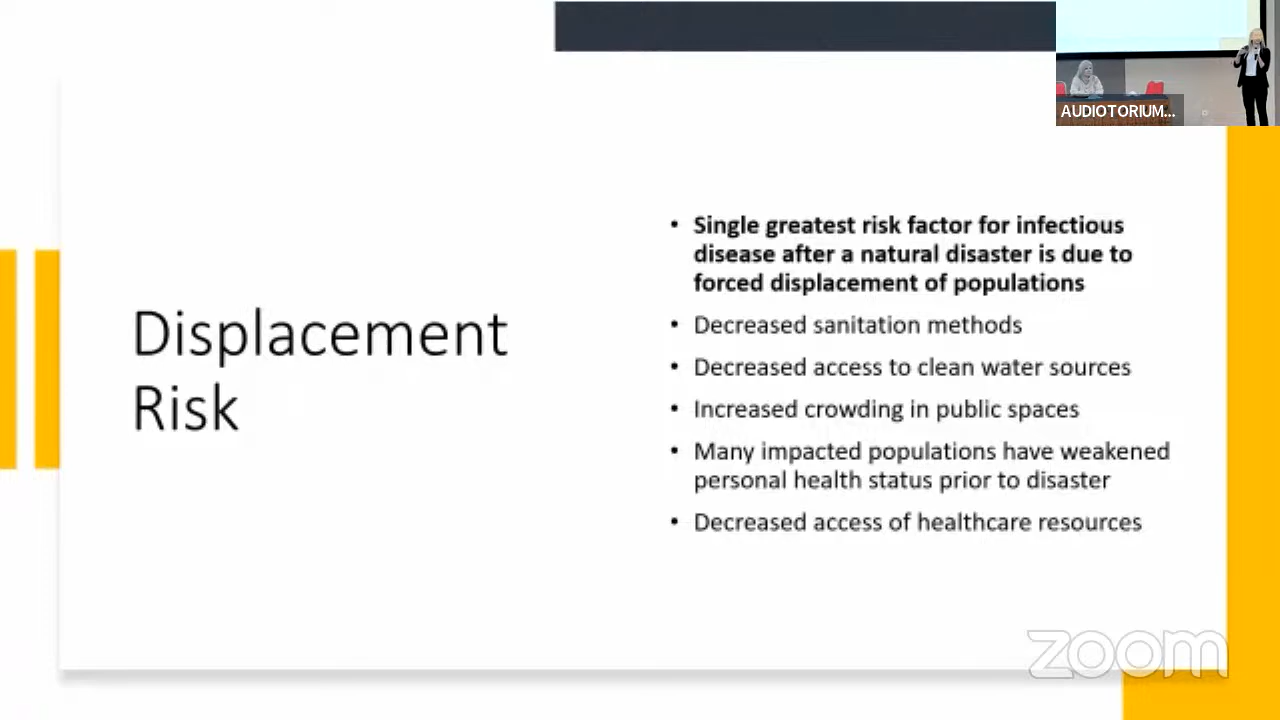 AUDIOTORIUM...
Displacement
Risk
• Single greatest risk factor for infectious
disease after a natural disaster is due to
forced displacement of populations
• Decreased sanitation methods
• Decreased access to clean water sources
• Increased crowding in public spaces
• Many impacted populations have weakened
personal health status prior to disaster
• Decreased access of healthcare resources
zoom